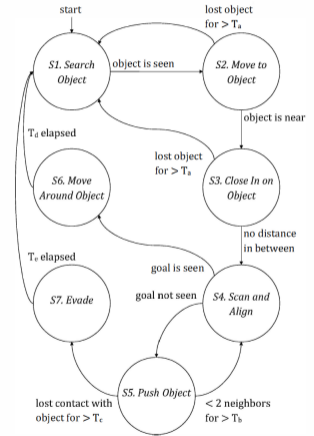 start
lost object
for > Tₐ
S1. Search
Object
object is seen
S2. Move to
Object
object is near
T_d elapsed
lost object
for > Tₐ
S6. Move
Around Object
S3. Close In on
Object
no distance
in between
Tₑ elapsed
goal is seen
goal not seen
S7. Evade
S4. Scan and
Align
S5. Push Object
lost contact with
object for > T_c
< 2 neighbors
for > T_b